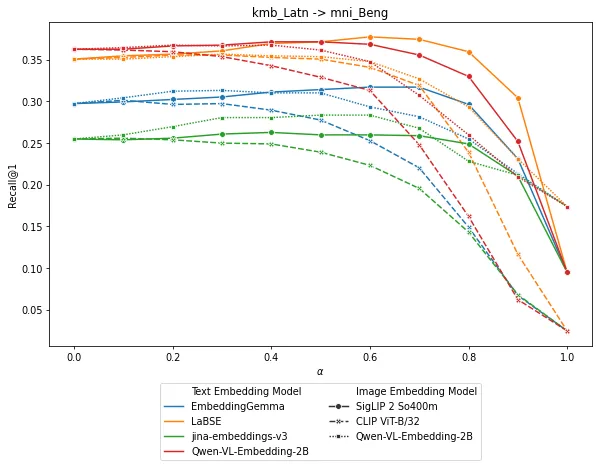 kmb_Latn -> mni_Beng
Recall@1
0.35
0.30
0.25
0.20
0.15
0.10
0.05
0.0
0.2
0.4
0.6
0.8
1.0
α
Text Embedding Model
EmbeddingGemma
LaBSE
jina-embeddings-v3
Qwen-VL-Embedding-2B
Image Embedding Model
SigLIP 2 So400m
CLIP ViT-B/32
Qwen-VL-Embedding-2B